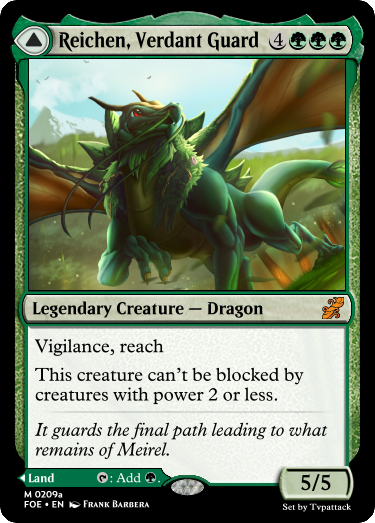 Reichen, Verdant Guard 4
Legendary Creature — Dragon
Vigilance, reach
This creature can't be blocked by
creatures with power 2 or less.
It guards the final path leading to what
remains of Meirel.
Land : Add .
5/5
M 0209a
FOE • EN Frank Barbera
Set by Tvpattack